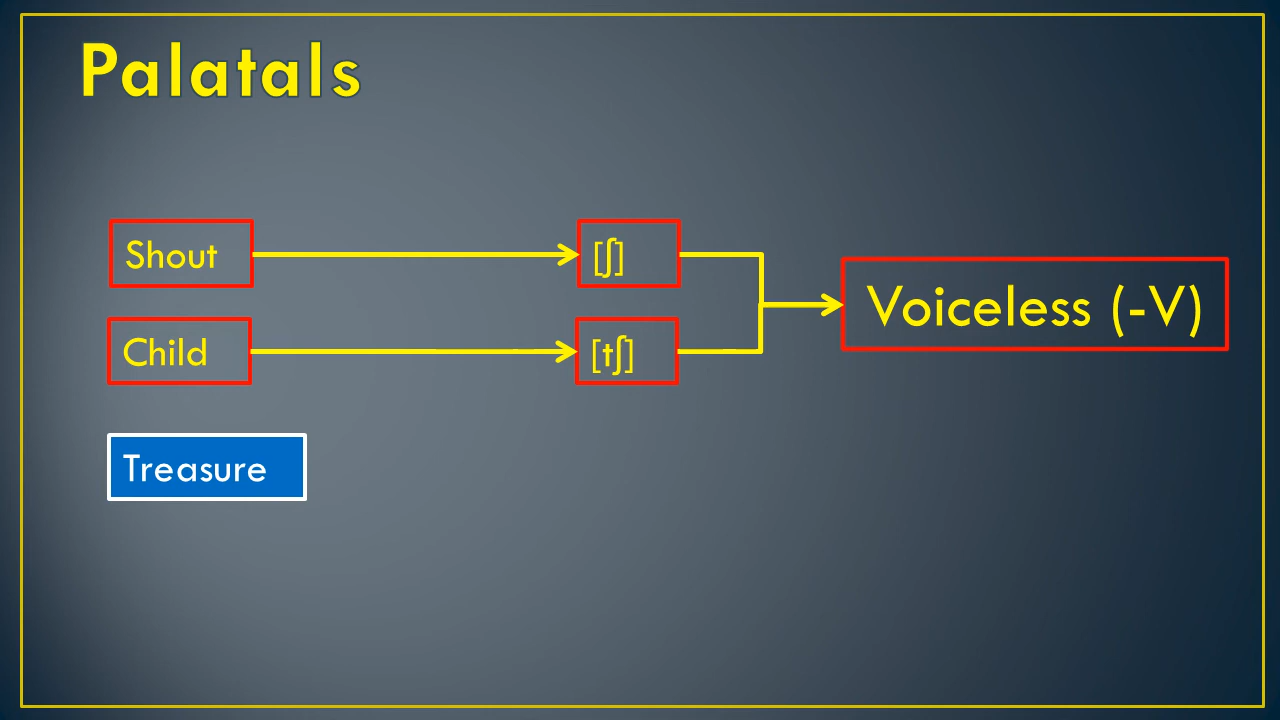 Palatals
Shout
[ʃ]
Child
[tʃ]
Voiceless (-V)
Treasure